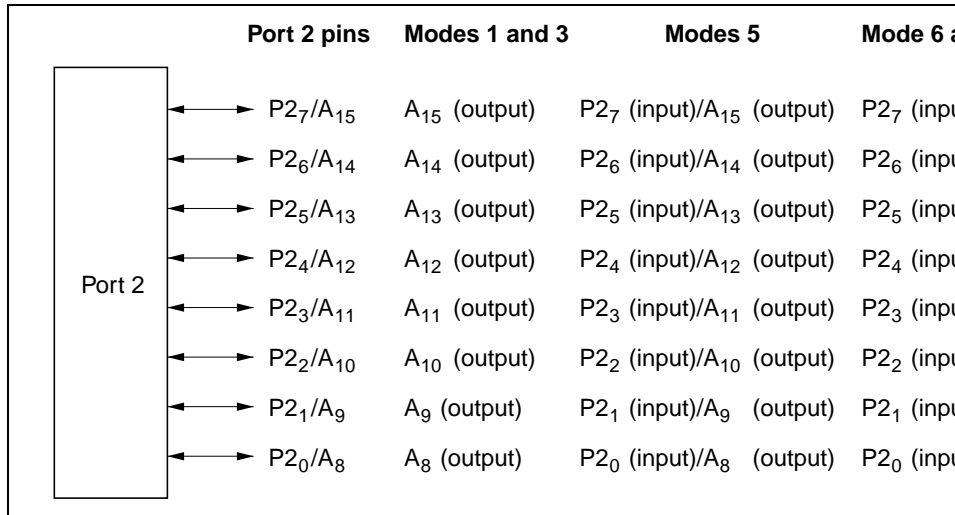 Port 2 pins Modes 1 and 3 Modes 5 Mode 6
P2₇/A₁₅ A₁₅ (output) P2₇ (input)/A₁₅ (output) P2₇
P2₆/A₁₄ A₁₄ (output) P2₆ (input)/A₁₄ (output) P2₆
P2₅/A₁₃ A₁₃ (output) P2₅ (input)/A₁₃ (output) P2₅
P2₄/A₁₂ A₁₂ (output) P2₄ (input)/A₁₂ (output) P2₄
Port 2
P2₃/A₁₁ A₁₁ (output) P2₃ (input)/A₁₁ (output) P2₃
P2₂/A₁₀ A₁₀ (output) P2₂ (input)/A₁₀ (output) P2₂
P2₁/A₉ A₉ (output) P2₁ (input)/A₉ (output) P2₁
P2₀/A₈ A₈ (output) P2₀ (input)/A₈ (output) P2₀